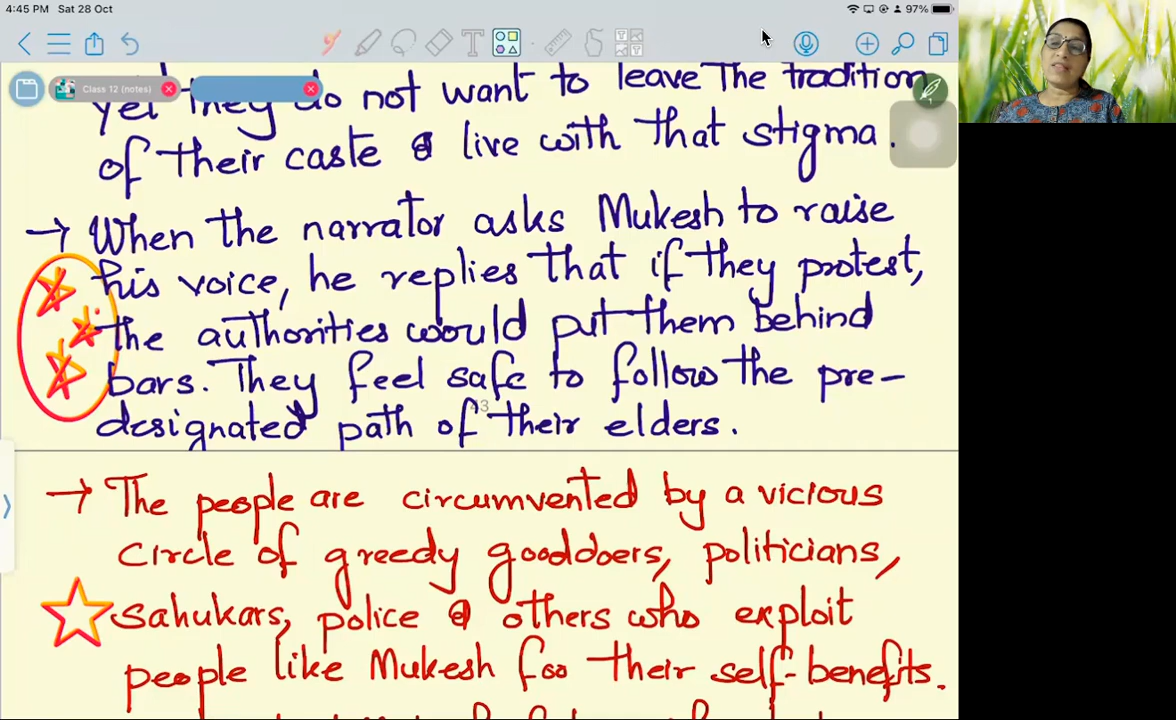 4:45 PM Sat 28 Oct
97%
Class 12 (notes)
yet they do not want to leave the tradition
of their caste & live with that stigma.
→ When the narrator asks Mukesh to raise
his voice, he replies that if they protest,
the authorities would put them behind
bars. They feel safe to follow the pre-
43
designated path of their elders.
→ The people are circumvented by a vicious
circle of greedy gooddoers, politicians,
sahukars, police & others who exploit
people like Mukesh for their self-benefits.